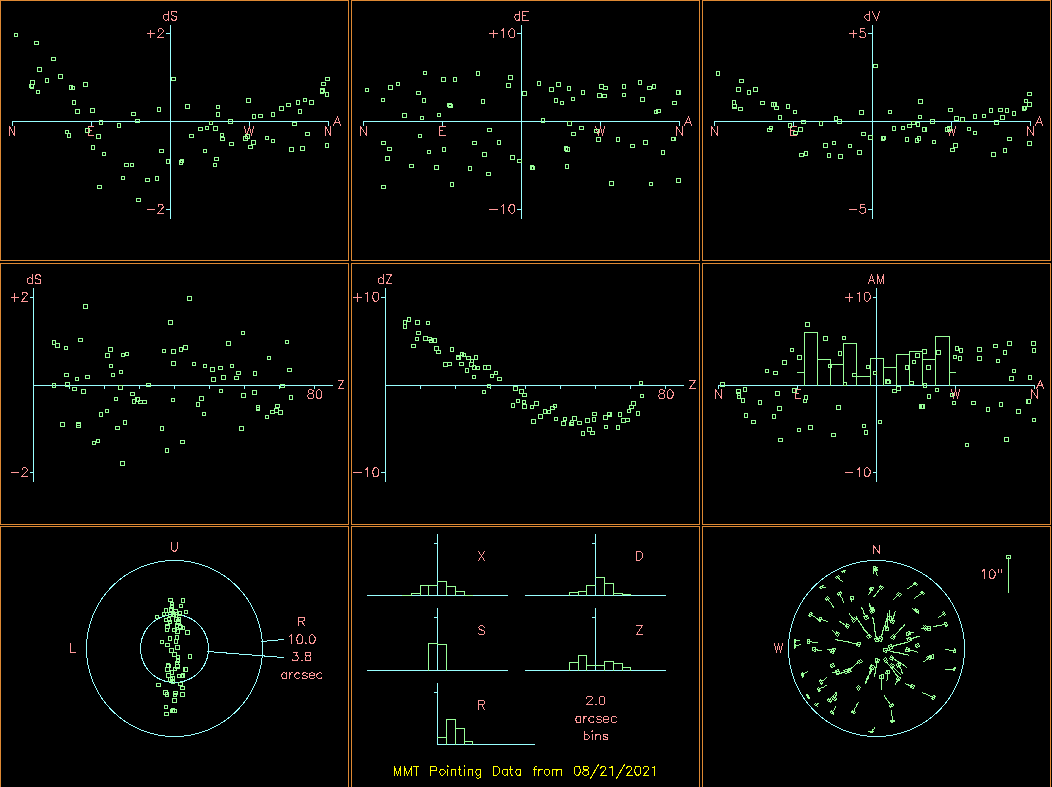 dS
+2
N E W N A
-2
dE
+10
N E W N A
-10
dV
+5
N E W N A
-5
dS
+2
Z
80
-2
dZ
+10
Z
80
-10
AM
+10
N E W N A
-10
U
L
R
10.0
3.8
arcsec
X D
S Z
R
2.0
arcsec
bins
MMT Pointing Data from 08/21/2021
N
10"
W